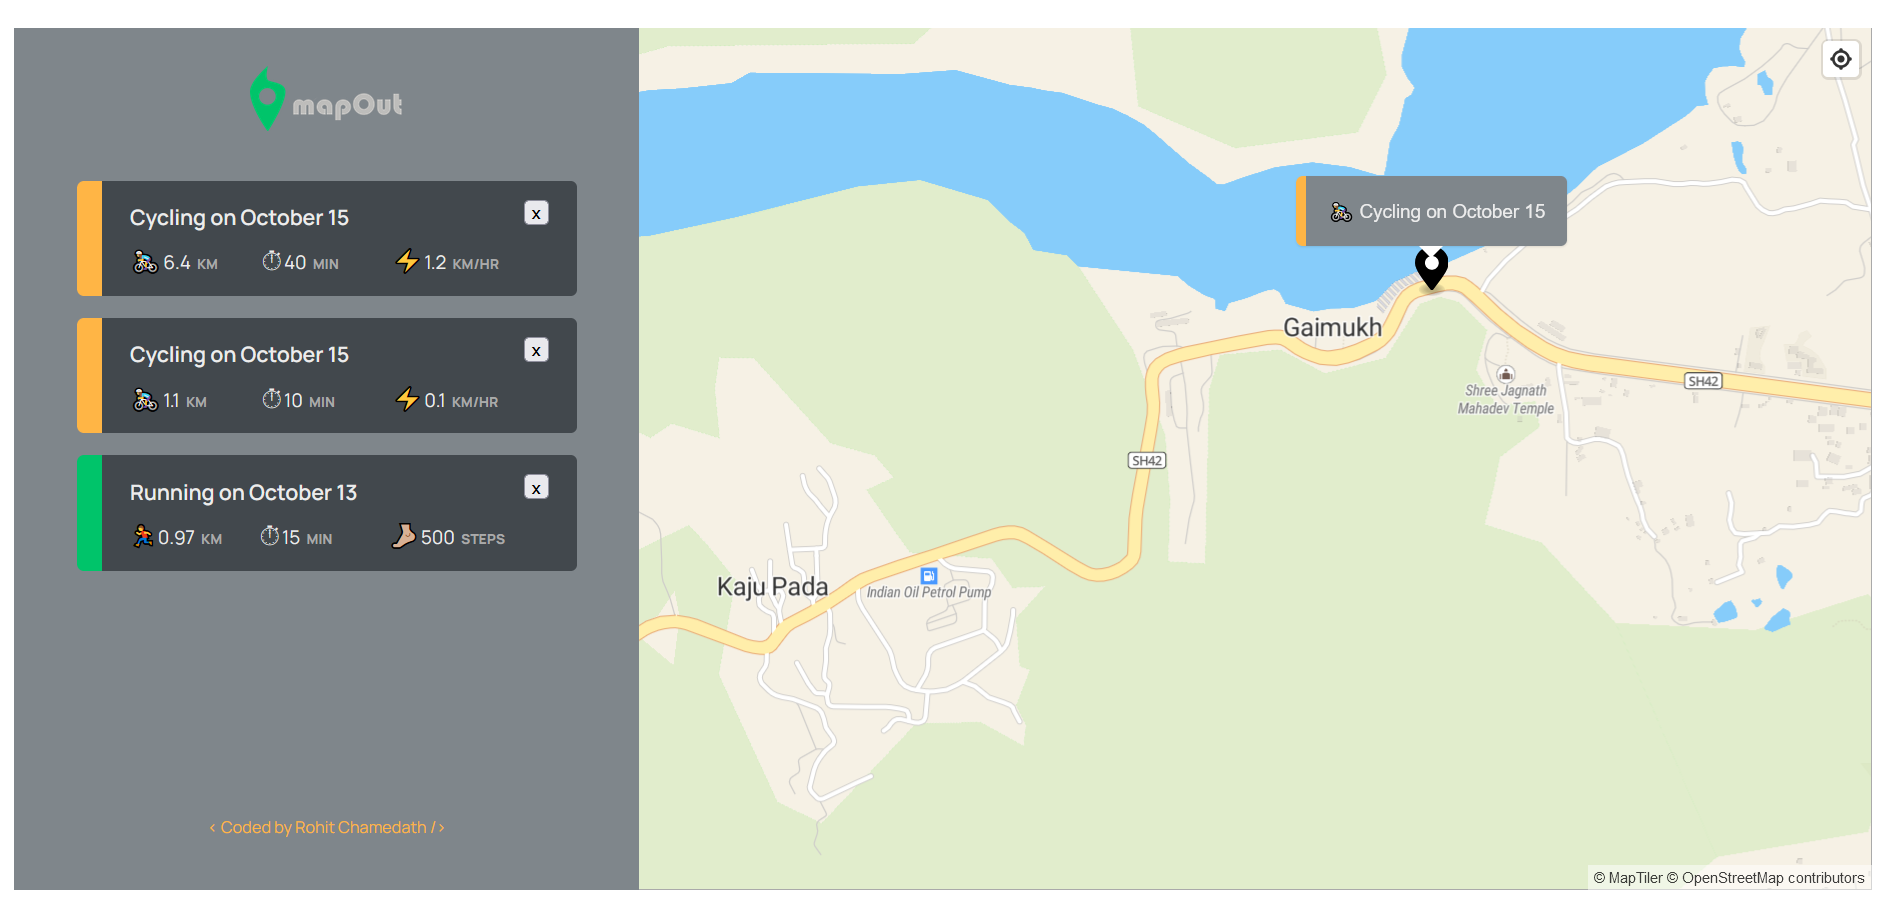 mapOut
Cycling on October 15
x
6.4 KM 40 MIN 1.2 KM/HR
Cycling on October 15
x
1.1 KM 10 MIN 0.1 KM/HR
Running on October 13
x
0.97 KM 15 MIN 500 STEPS
< Coded by Rohit Chamedath />
Cycling on October 15
Gaimukh
SH42
Shree Jagnath
Mahadev Temple
SH42
Kaju Pada
Indian Oil Petrol Pump
© MapTiler © OpenStreetMap contributors